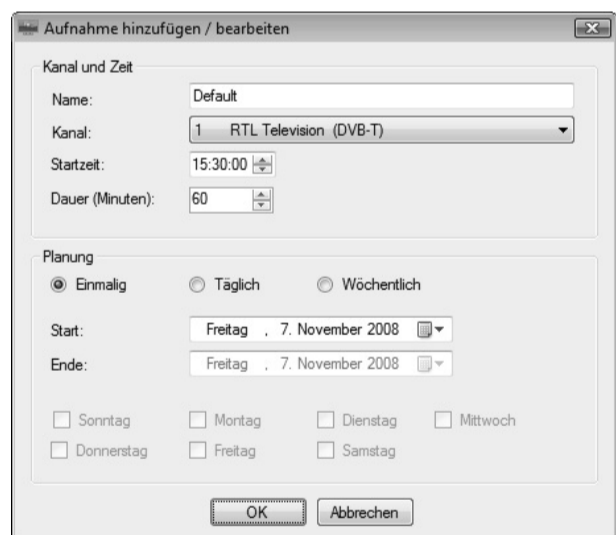 Aufnahme hinzufügen / bearbeiten
Kanal und Zeit
Name: Default
Kanal: 1 RTL Television (DVB-T)
Startzeit: 15:30:00
Dauer (Minuten): 60
Planung
Einmalig Täglich Wöchentlich
Start: Freitag , 7. November 2008
Ende: Freitag , 7. November 2008
Sonntag Montag Dienstag Mittwoch
Donnerstag Freitag Samstag
OK Abbrechen